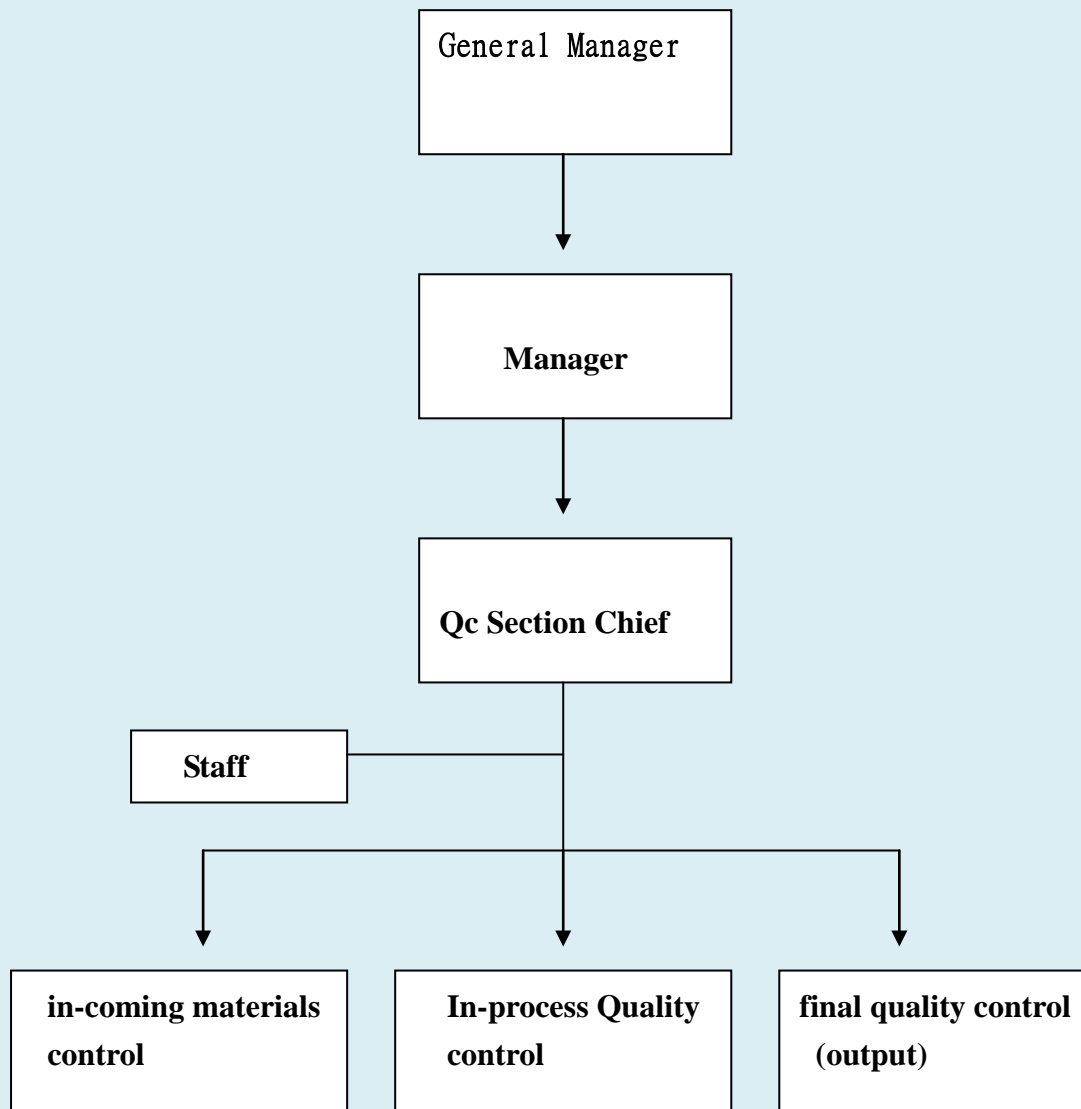 General Manager
Manager
Qc Section Chief
Staff
in-coming materials
control
In-process Quality
control
final quality control
(output)